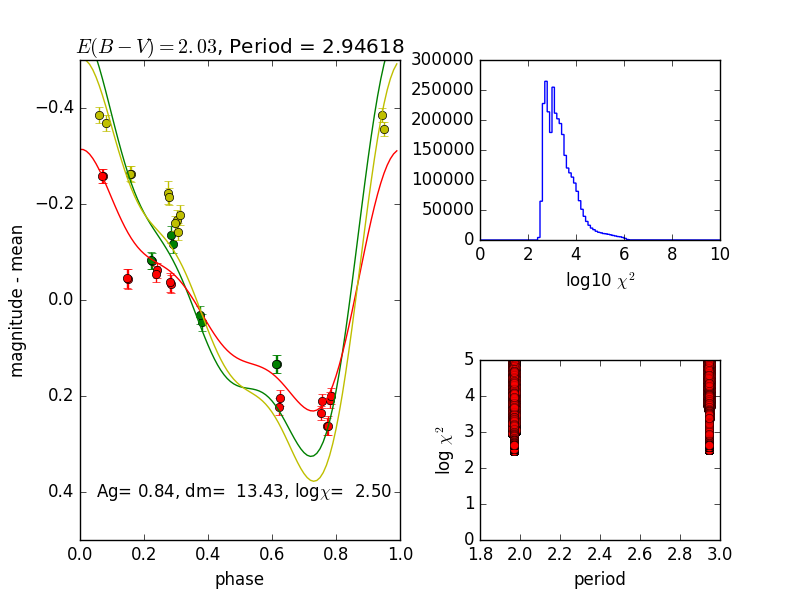 E(B − V) = 2.03, Period = 2.94618
−0.4
−0.2
0.0
0.2
0.4
magnitude - mean
Ag= 0.84, dm= 13.43, logχ= 2.50
0.0 0.2 0.4 0.6 0.8 1.0
phase
300000
250000
200000
150000
100000
50000
0
0 2 4 6 8 10
log10 χ²
5
4
3
2
1
0
log χ²
1.8 2.0 2.2 2.4 2.6 2.8 3.0
period